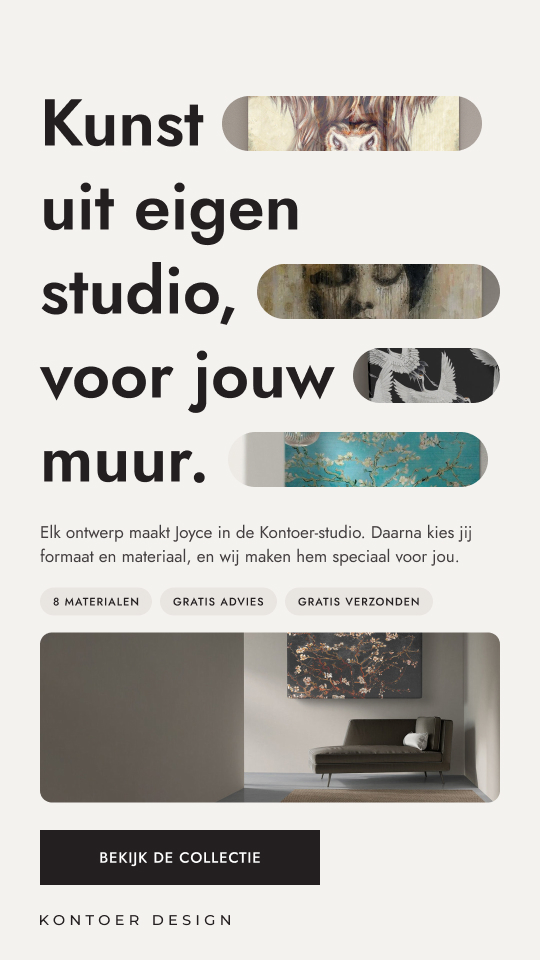 Kunst
uit eigen
studio,
voor jouw
muur.
Elk ontwerp maakt Joyce in de Kontoer-studio. Daarna kies jij
formaat en materiaal, en wij maken hem speciaal voor jou.
8 MATERIALEN GRATIS ADVIES GRATIS VERZONDEN
BEKIJK DE COLLECTIE
KONTOER DESIGN